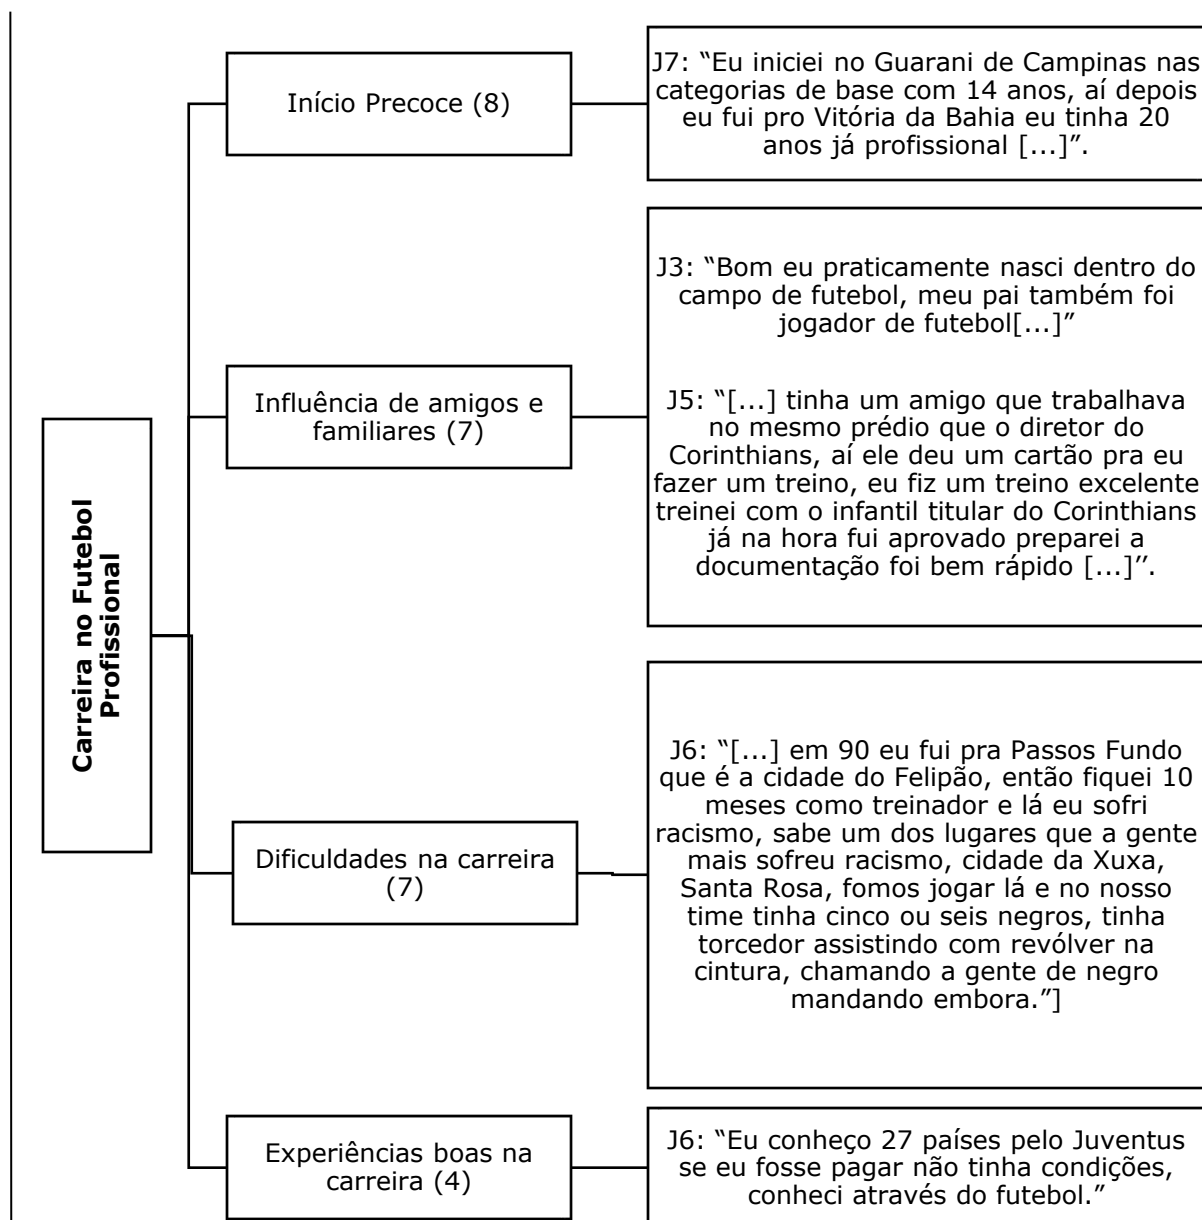 Carreira no Futebol
Profissional
Início Precoce (8)
J7: “Eu iniciei no Guarani de Campinas nas
categorias de base com 14 anos, aí depois
eu fui pro Vitória da Bahia eu tinha 20
anos já profissional [...]”.
Influência de amigos e
familiares (7)
J3: “Bom eu praticamente nasci dentro do
campo de futebol, meu pai também foi
jogador de futebol[...]”
J5: “[...] tinha um amigo que trabalhava
no mesmo prédio que o diretor do
Corinthians, aí ele deu um cartão pra eu
fazer um treino, eu fiz um treino excelente
treinei com o infantil titular do Corinthians
já na hora fui aprovado preparei a
documentação foi bem rápido [...]’’.
Dificuldades na carreira
(7)
J6: “[...] em 90 eu fui pra Passos Fundo
que é a cidade do Felipão, então fiquei 10
meses como treinador e lá eu sofri
racismo, sabe um dos lugares que a gente
mais sofreu racismo, cidade da Xuxa,
Santa Rosa, fomos jogar lá e no nosso
time tinha cinco ou seis negros, tinha
torcedor assistindo com revólver na
cintura, chamando a gente de negro
mandando embora.”]
Experiências boas na
carreira (4)
J6: “Eu conheço 27 países pelo Juventus
se eu fosse pagar não tinha condições,
conheci através do futebol.”